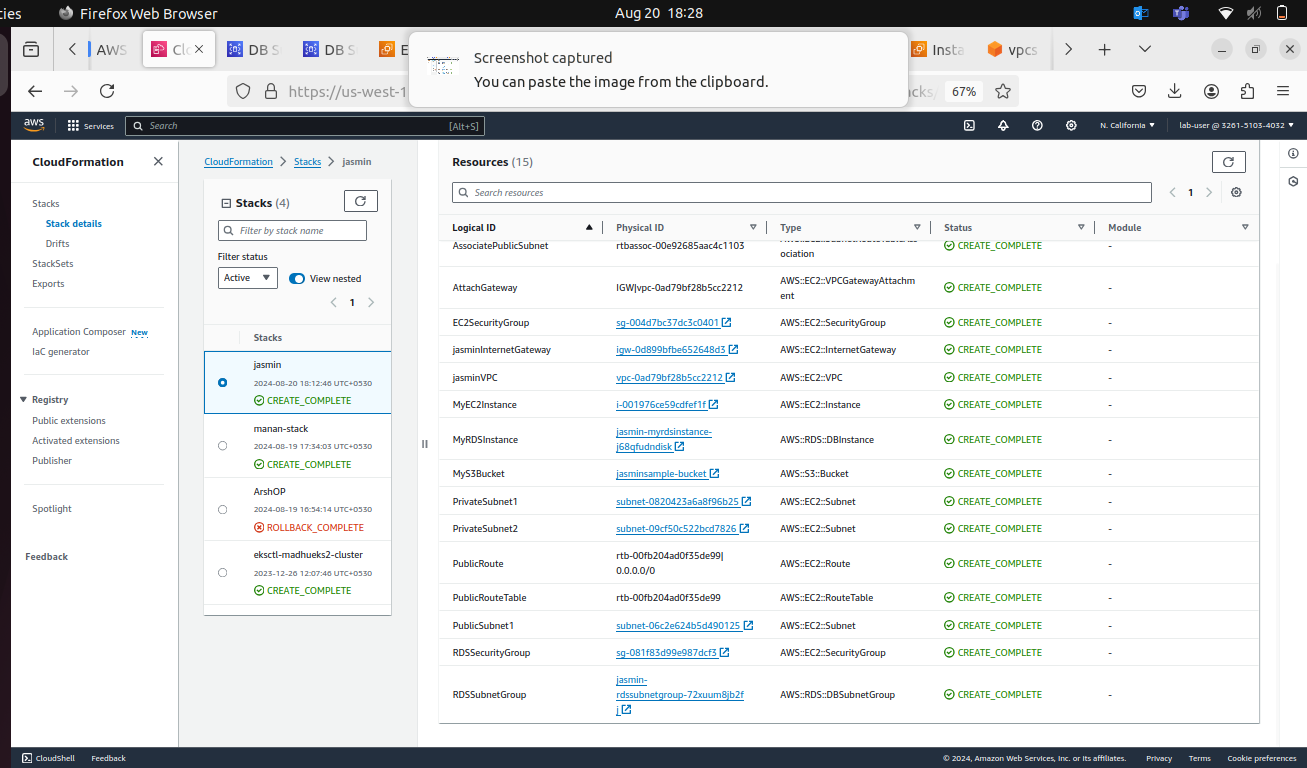 ies
Firefox Web Browser
Aug 20 18:28
AWS
Clo
DB S
DB S
E
Insta
vpcs
Screenshot captured
You can paste the image from the clipboard.
https://us-west-1
acks/
67%
aws
Services
Search
[Alt+S]
N. California
lab-user @ 3261-5103-4032
CloudFormation
Stacks
Stack details
Drifts
StackSets
Exports
Application Composer New
IaC generator
Registry
Public extensions
Activated extensions
Publisher
Spotlight
Feedback
CloudFormation
Stacks
jasmin
Stacks (4)
Filter by stack name
Filter status
Active
View nested
1
Stacks
jasmin
2024-08-20 18:12:46 UTC+0530
CREATE_COMPLETE
manan-stack
2024-08-19 17:34:03 UTC+0530
CREATE_COMPLETE
ArshOP
2024-08-19 16:54:14 UTC+0530
ROLLBACK_COMPLETE
eksctl-madhueks2-cluster
2023-12-26 12:07:46 UTC+0530
CREATE_COMPLETE
Resources (15)
Search resources
1
Logical ID Physical ID Type Status Module
AssociatePublicSubnet rtbassoc-00e92685aac4c1103 AWS::EC2::SubnetRouteTableAss CREATE_COMPLETE -
ociation
AttachGateway IGW|vpc-0ad79bf28b5cc2212 AWS::EC2::VPCGatewayAttachm CREATE_COMPLETE -
ent
EC2SecurityGroup sg-004d7bc37dc3c0401 AWS::EC2::SecurityGroup CREATE_COMPLETE -
jasminInternetGateway igw-0d899bfbe652648d3 AWS::EC2::InternetGateway CREATE_COMPLETE -
jasminVPC vpc-0ad79bf28b5cc2212 AWS::EC2::VPC CREATE_COMPLETE -
MyEC2Instance i-001976ce59cdfef1f AWS::EC2::Instance CREATE_COMPLETE -
MyRDSInstance jasmin-myrdsinstance- AWS::RDS::DBInstance CREATE_COMPLETE -
j68qfudndisk
MyS3Bucket jasminsample-bucket AWS::S3::Bucket CREATE_COMPLETE -
PrivateSubnet1 subnet-0820423a6a8f96b25 AWS::EC2::Subnet CREATE_COMPLETE -
PrivateSubnet2 subnet-09cf50c522bcd7826 AWS::EC2::Subnet CREATE_COMPLETE -
PublicRoute rtb-00fb204ad0f35de99| AWS::EC2::Route CREATE_COMPLETE -
0.0.0.0/0
PublicRouteTable rtb-00fb204ad0f35de99 AWS::EC2::RouteTable CREATE_COMPLETE -
PublicSubnet1 subnet-06c2e624b5d490125 AWS::EC2::Subnet CREATE_COMPLETE -
RDSSecurityGroup sg-081f83d99e987dcf3 AWS::EC2::SecurityGroup CREATE_COMPLETE -
RDSSubnetGroup jasmin- AWS::RDS::DBSubnetGroup CREATE_COMPLETE -
rdssubnetgroup-72xuum8jb2f
j
CloudShell
Feedback
© 2024, Amazon Web Services, Inc. or its affiliates.
Privacy
Terms
Cookie preferences